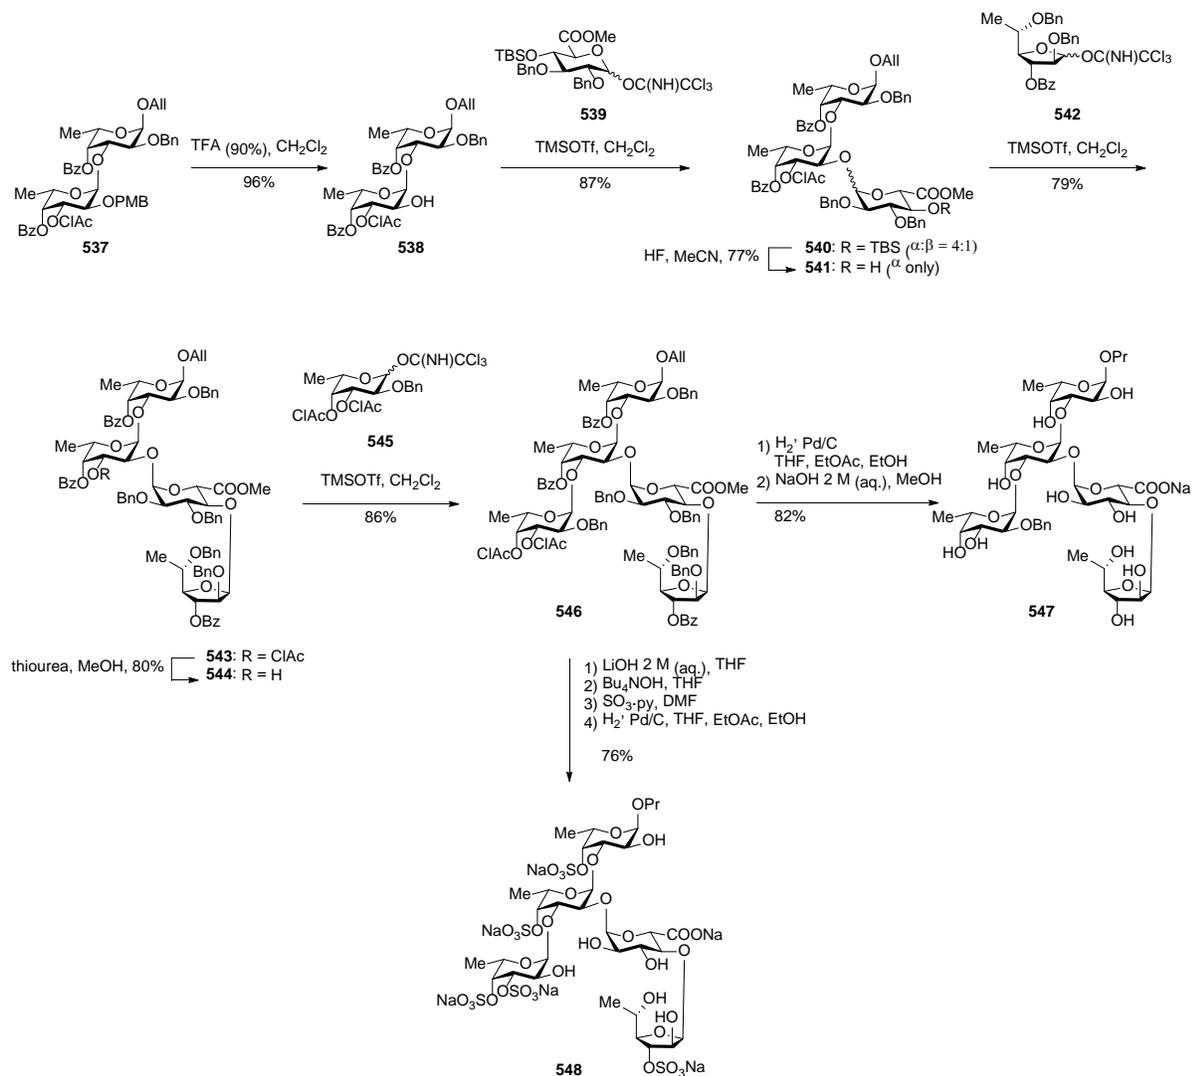 OAll
Me
O
OBn
BzO
O
Me
O
OPMB
OClAc
BzO
537
TFA (90%), CH2Cl2
96%
OAll
Me
O
OBn
BzO
O
Me
O
OH
OClAc
BzO
538
COOMe
TBSO
O
BnO
BnO
OC(NH)CCl3
539
TMSOTf, CH2Cl2
87%
OAll
Me
O
OBn
BzO
O
Me
O
O
BzO
OClAc
O
COOMe
BnO
OR
OBn
540: R = TBS (α:β = 4:1)
HF, MeCN, 77%
541: R = H (α only)
Me
OBn
OBn
O
OC(NH)CCl3
OBz
542
TMSOTf, CH2Cl2
79%
OAll
Me
O
OBn
BzO
O
Me
O
O
OR
BzO
O
COOMe
BnO
O
OBn
Me
OBn
BnO
O
OBz
543: R = ClAc
thiourea, MeOH, 80%
544: R = H
OC(NH)CCl3
Me
O
OBn
OClAc
ClAcO
545
TMSOTf, CH2Cl2
86%
OAll
Me
O
OBn
BzO
O
Me
O
O
BzO
O
O
COOMe
BnO
O
OBn
Me
O
OBn
OClAc
ClAcO
Me
OBn
BnO
O
OBz
546
1) H2' Pd/C
THF, EtOAc, EtOH
2) NaOH 2 M (aq.), MeOH
82%
OPr
Me
O
OH
HO
O
Me
O
O
HO
O
O
COONa
HO
O
OH
Me
O
OBn
OH
HO
Me
OH
HO
O
OH
547
1) LiOH 2 M (aq.), THF
2) Bu4NOH, THF
3) SO3·py, DMF
4) H2' Pd/C, THF, EtOAc, EtOH
76%
OPr
Me
O
OH
NaO3SO
O
Me
O
O
NaO3SO
O
O
COONa
HO
O
OH
Me
O
OH
OSO3Na
NaO3SO
Me
OH
HO
O
OSO3Na
548